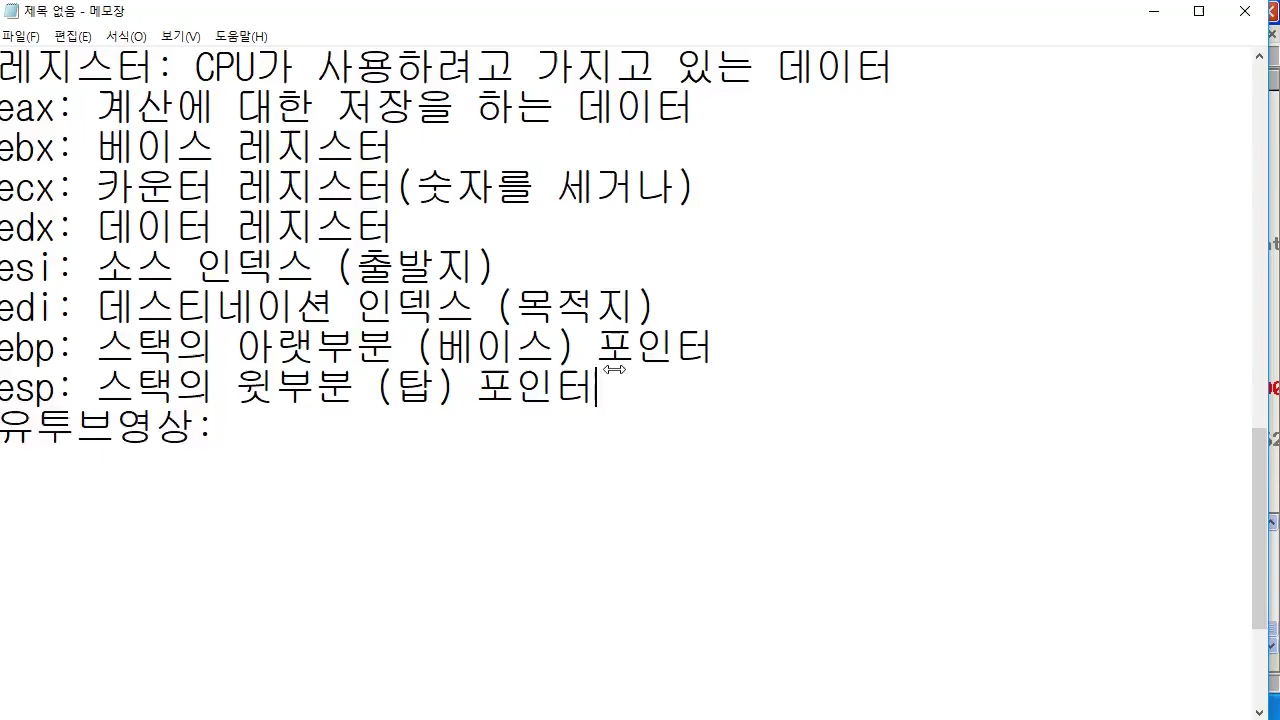 제목 없음 - 메모장
파일(F) 편집(E) 서식(O) 보기(V) 도움말(H)
레지스터: CPU가 사용하려고 가지고 있는 데이터
eax: 계산에 대한 저장을 하는 데이터
ebx: 베이스 레지스터
ecx: 카운터 레지스터(숫자를 세거나)
edx: 데이터 레지스터
esi: 소스 인덱스 (출발지)
edi: 데스티네이션 인덱스 (목적지)
ebp: 스택의 아랫부분 (베이스) 포인터
esp: 스택의 윗부분 (탑) 포인터
유투브영상: